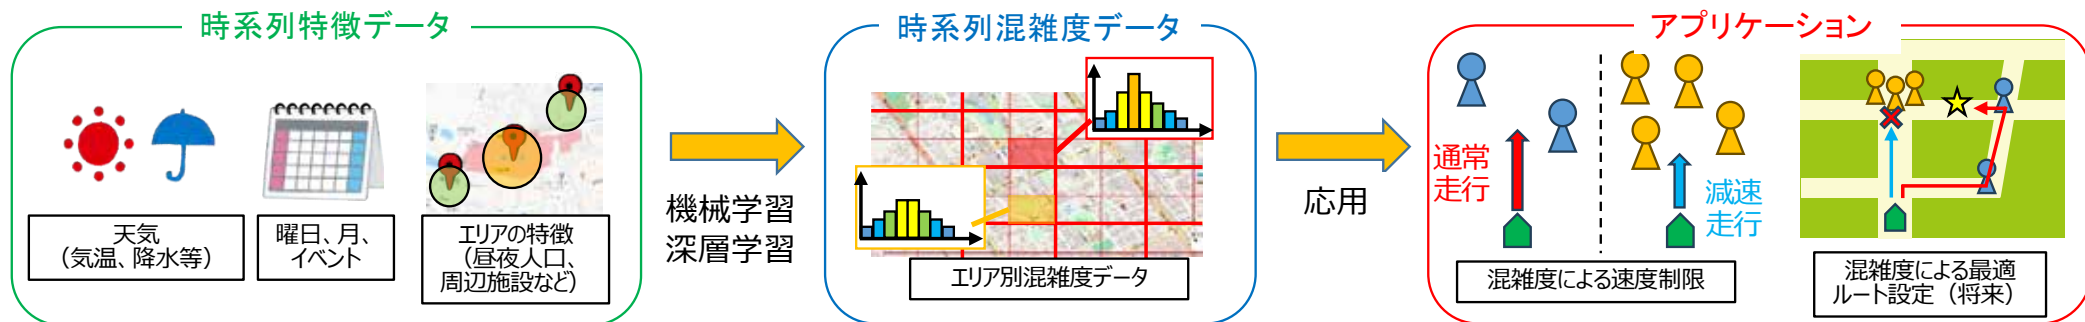 時系列特徴データ
天気
（気温、降水等）
曜日、月、
イベント
エリアの特徴
（昼夜人口、
周辺施設など）
機械学習
深層学習
時系列混雑度データ
エリア別混雑度データ
応用
アプリケーション
通常
走行
減速
走行
混雑度による速度制限
混雑度による最適
ルート設定（将来）